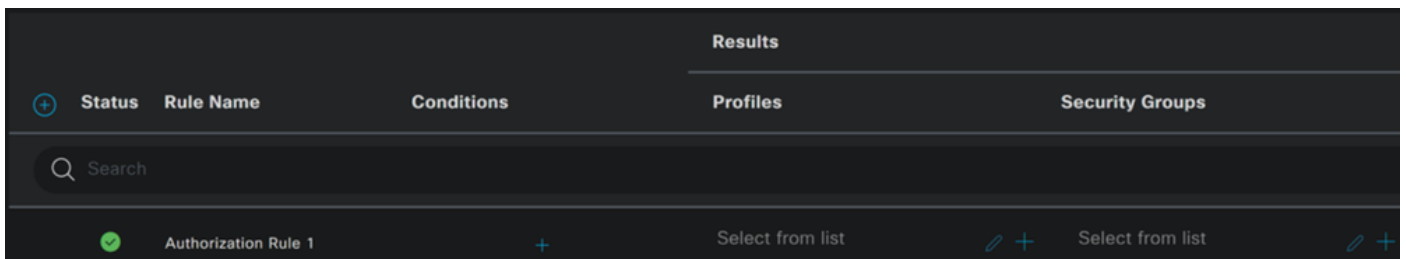 Results
Status Rule Name Conditions Profiles Security Groups
Search
Authorization Rule 1 Select from list Select from list